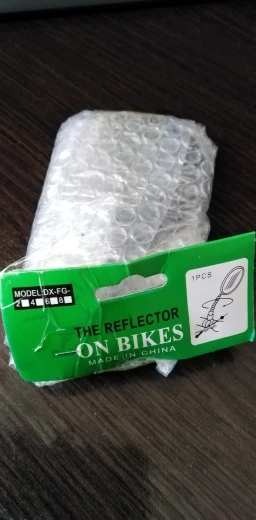 MODEL:DX-FG-
2■4■6■8■
1PCS
THE REFLECTOR
ON BIKES
MADE IN CHINA